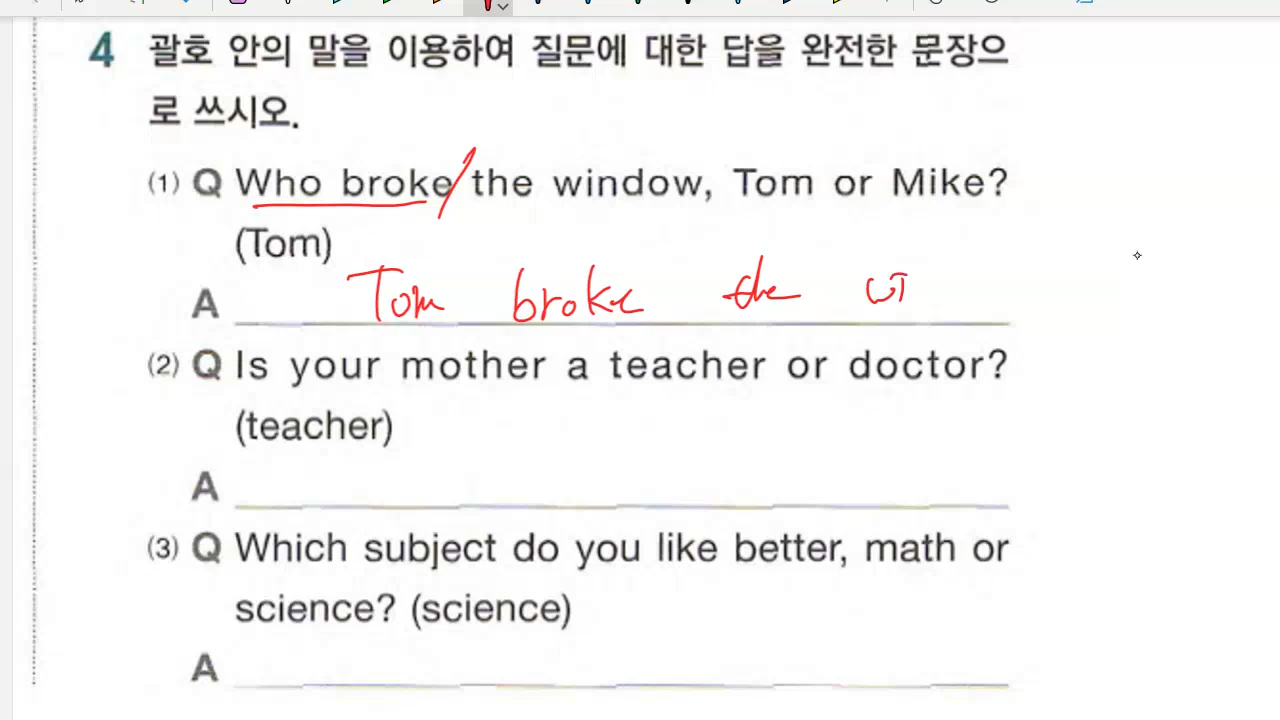 4 괄호 안의 말을 이용하여 질문에 대한 답을 완전한 문장으
로 쓰시오.
(1) Q Who broke the window, Tom or Mike?
(Tom)
A Tom broke the wi
(2) Q Is your mother a teacher or doctor?
(teacher)
A
(3) Q Which subject do you like better, math or
science? (science)
A